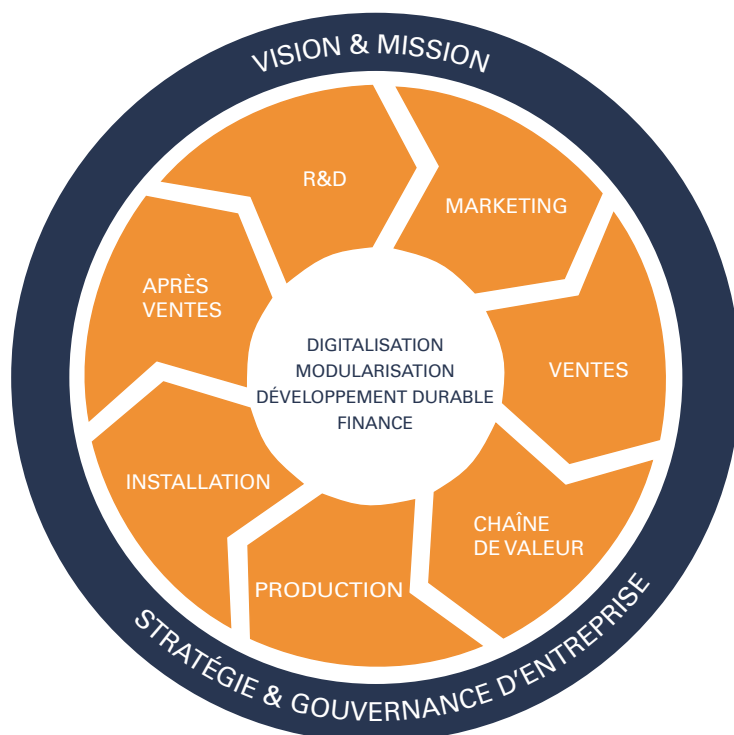 VISION & MISSION
R&D
MARKETING
APRÈS
VENTES
VENTES
DIGITALISATION
MODULARISATION
DÉVELOPPEMENT DURABLE
FINANCE
INSTALLATION
CHAÎNE
DE VALEUR
PRODUCTION
STRATÉGIE & GOUVERNANCE D’ENTREPRISE